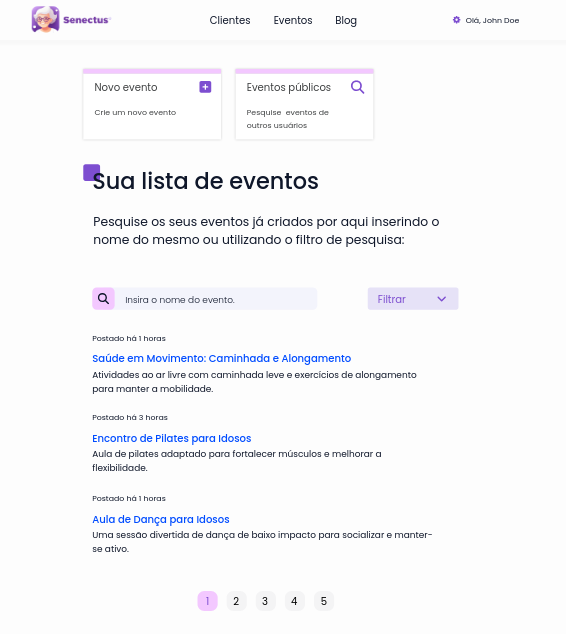 Senectus
Clientes
Eventos
Blog
Olá, John Doe
Novo evento
Crie um novo evento
Eventos públicos
Pesquise eventos de
outros usuários
Sua lista de eventos
Pesquise os seus eventos já criados por aqui inserindo o
nome do mesmo ou utilizando o filtro de pesquisa:
Insira o nome do evento.
Filtrar
Postado há 1 horas
Saúde em Movimento: Caminhada e Alongamento
Atividades ao ar livre com caminhada leve e exercícios de alongamento
para manter a mobilidade.
Postado há 3 horas
Encontro de Pilates para Idosos
Aula de pilates adaptado para fortalecer músculos e melhorar a
flexibilidade.
Postado há 1 horas
Aula de Dança para Idosos
Uma sessão divertida de dança de baixo impacto para socializar e manter-
se ativo.
1 2 3 4 5